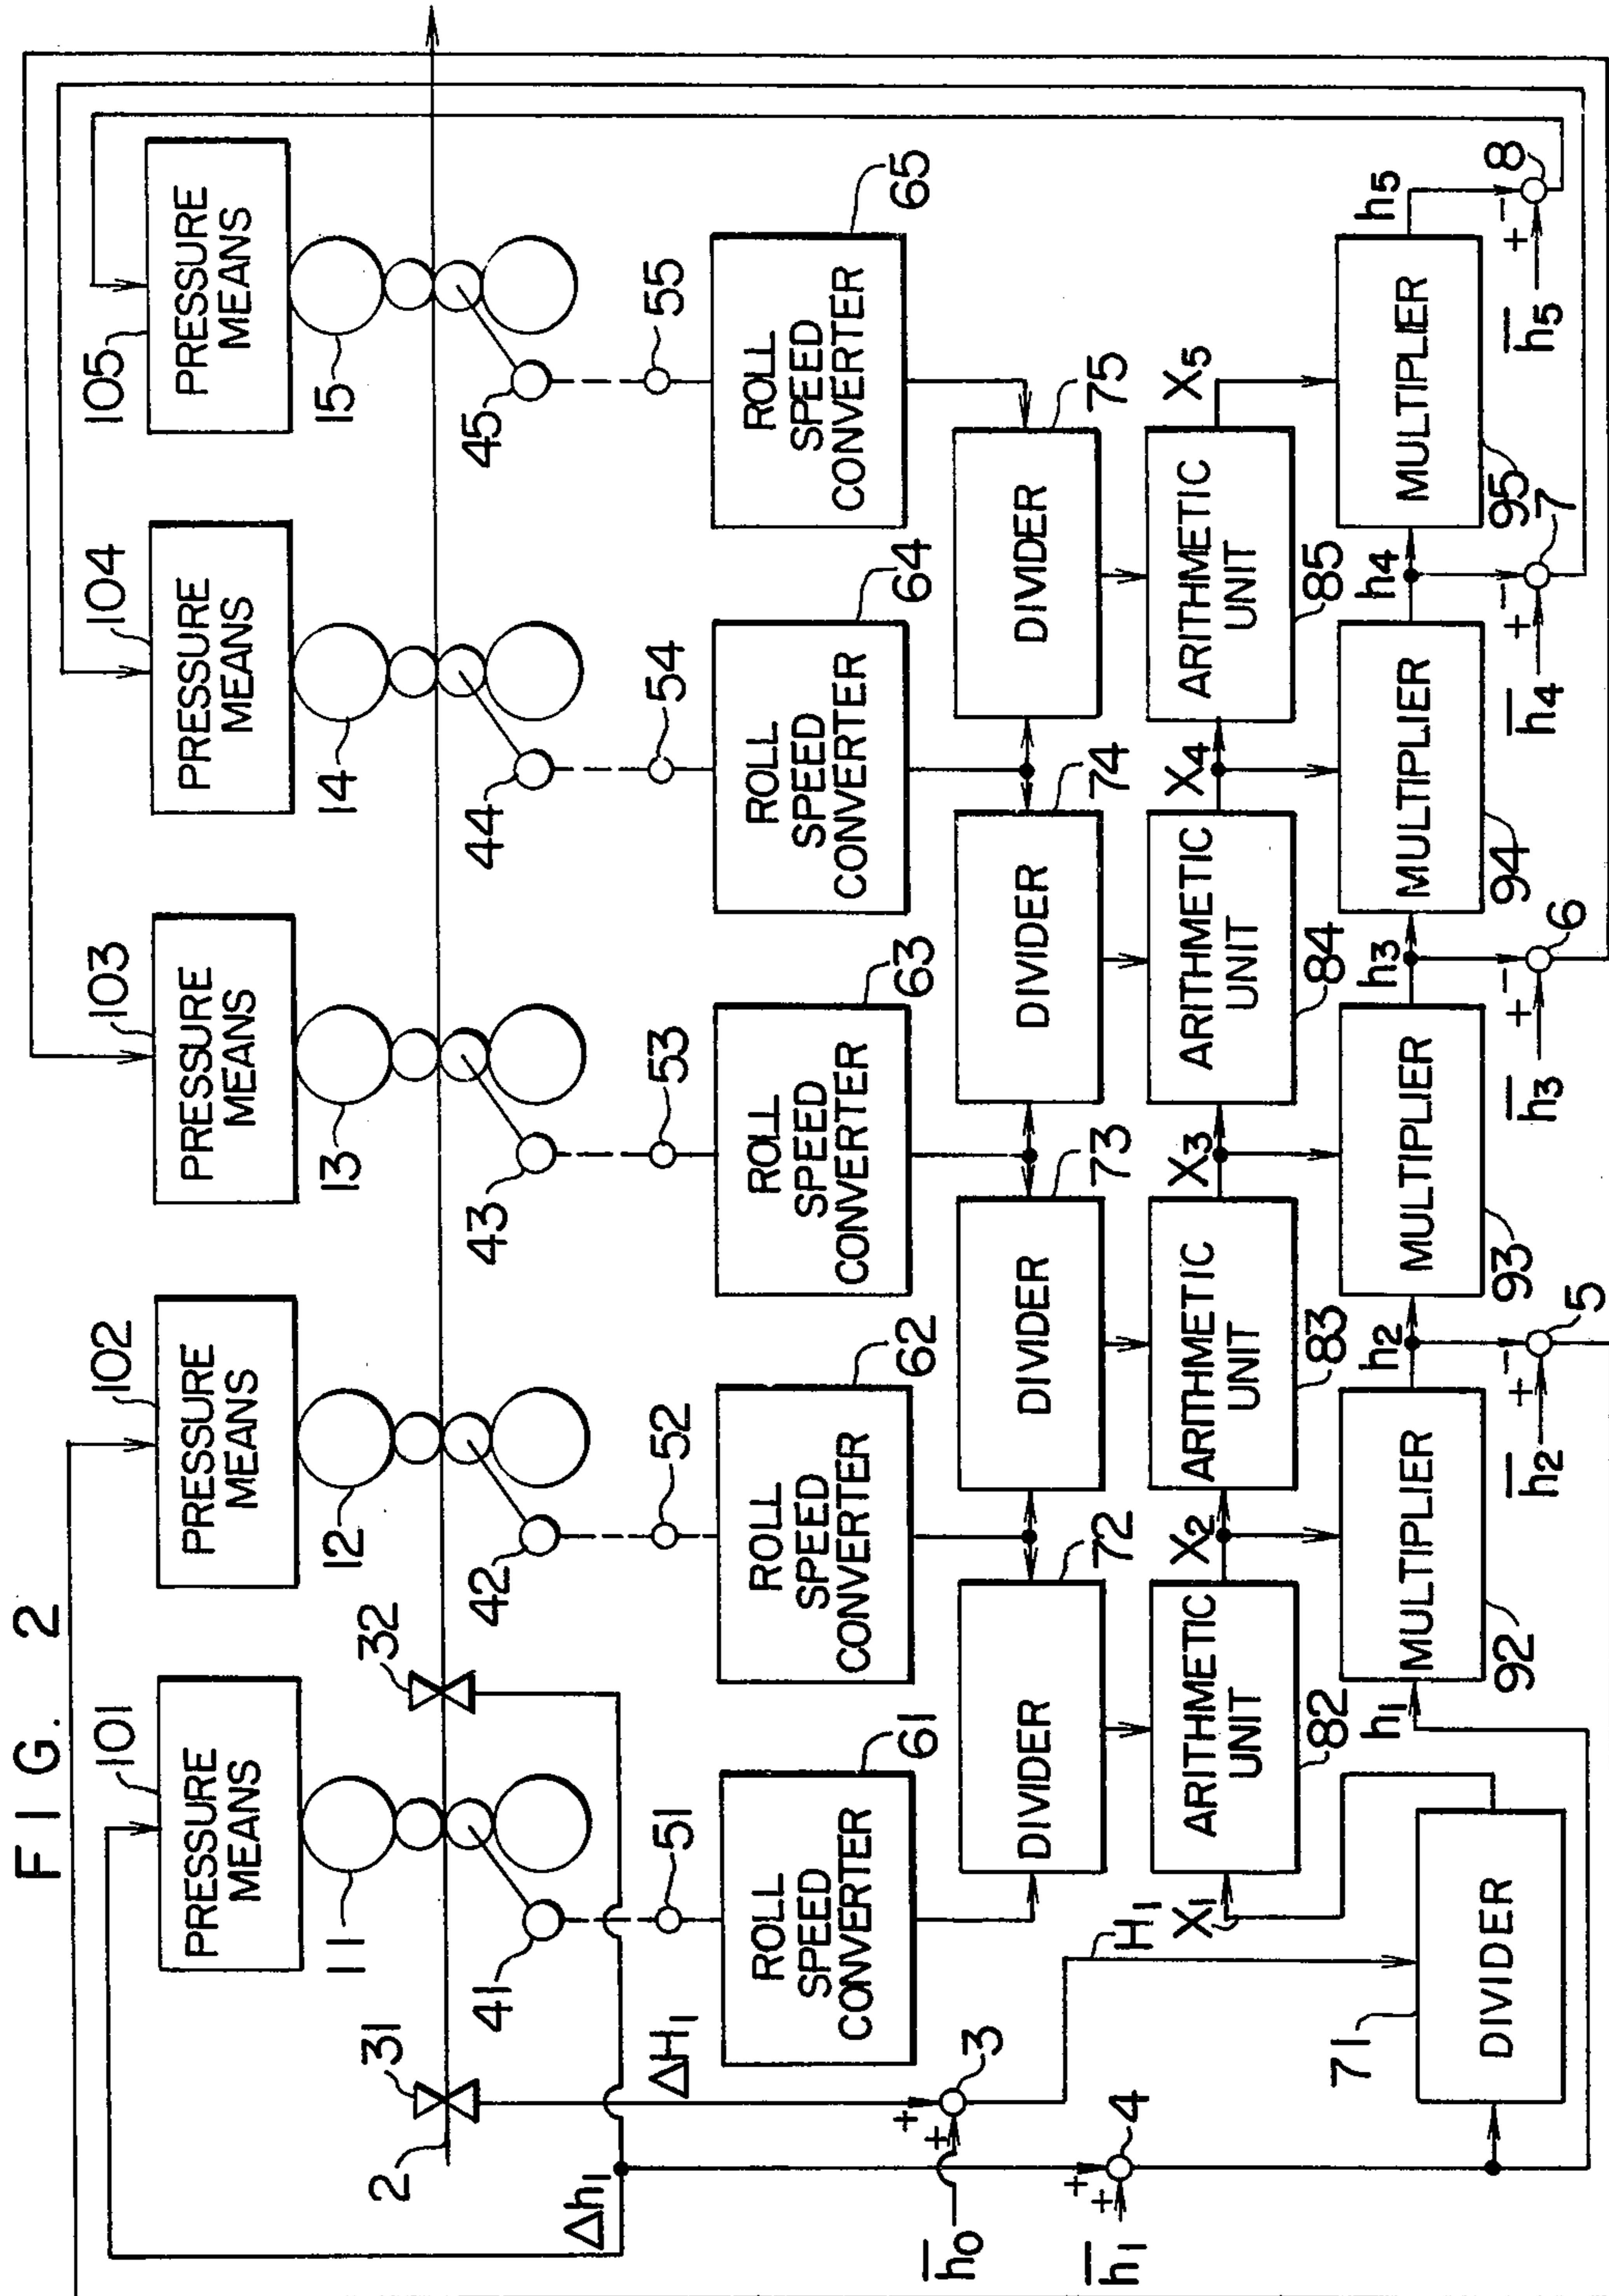 FIG. 2
101
102
103
104
105
PRESSURE
MEANS
PRESSURE
MEANS
PRESSURE
MEANS
PRESSURE
MEANS
PRESSURE
MEANS
11
12
13
14
15
31
32
2
41
42
43
44
45
51
52
53
54
55
Δh1
ΔH1
61
62
63
64
65
ROLL
SPEED
CONVERTER
ROLL
SPEED
CONVERTER
ROLL
SPEED
CONVERTER
ROLL
SPEED
CONVERTER
ROLL
SPEED
CONVERTER
+
+
3
h̅0
72
73
74
75
DIVIDER
DIVIDER
DIVIDER
DIVIDER
+
+
4
h̅1
H1
X1
X2
X3
X4
X5
ARITHMETIC
UNIT
ARITHMETIC
UNIT
ARITHMETIC
UNIT
ARITHMETIC
UNIT
82
83
84
85
71
DIVIDER
h1
h2
h3
h4
h5
MULTIPLIER
MULTIPLIER
MULTIPLIER
MULTIPLIER
92
93
94
95
+ -
5
+ -
6
+ -
7
+ -
8
h̅2
h̅3
h̅4
h̅5